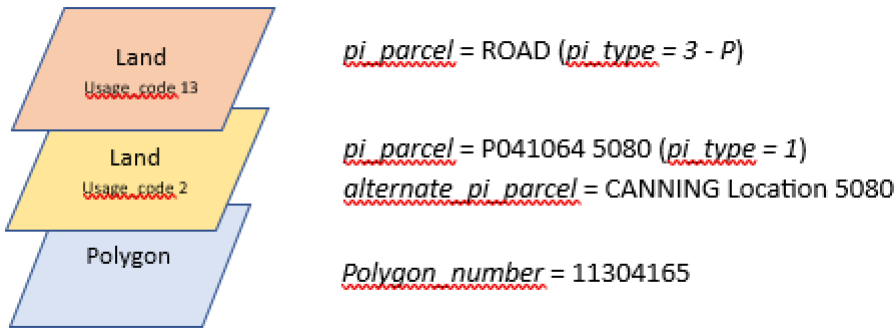 Land
Usage_code 13
pi_parcel = ROAD (pi_type = 3 - P)
Land
Usage_code 2
pi_parcel = P041064 5080 (pi_type = 1)
alternate_pi_parcel = CANNING Location 5080
Polygon
Polygon_number = 11304165